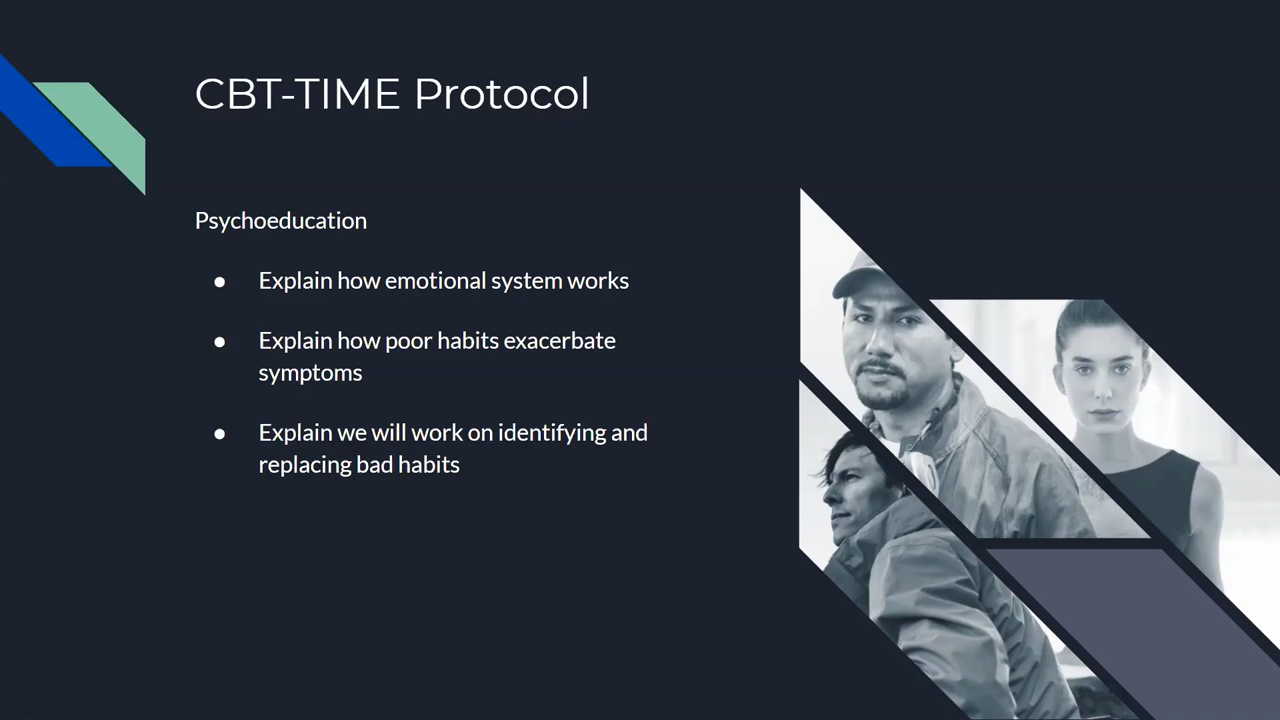 CBT-TIME Protocol
Psychoeducation
● Explain how emotional system works
● Explain how poor habits exacerbate
symptoms
● Explain we will work on identifying and
replacing bad habits